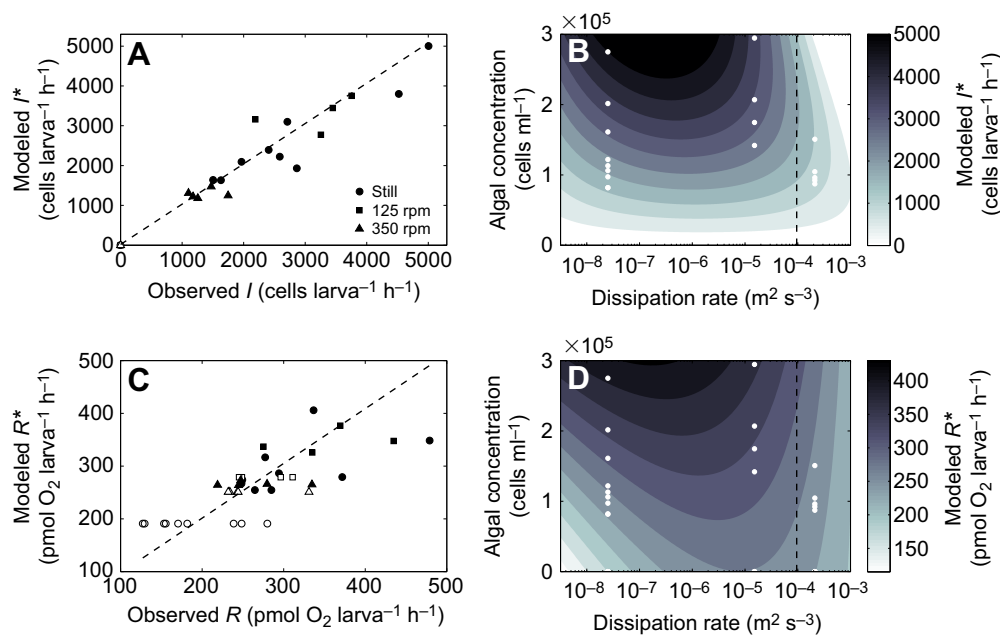 A
5000
4000
3000
2000
1000
0
0 1000 2000 3000 4000 5000
Modeled I*
(cells larva⁻¹ h⁻¹)
Observed I (cells larva⁻¹ h⁻¹)
Still
125 rpm
350 rpm
B
×10⁵
3
2
1
0
10⁻⁸ 10⁻⁷ 10⁻⁶ 10⁻⁵ 10⁻⁴ 10⁻³
Algal concentration
(cells ml⁻¹)
Dissipation rate (m² s⁻³)
5000
4000
3000
2000
1000
0
Modeled I*
(cells larva⁻¹ h⁻¹)
C
500
400
300
200
100
100 200 300 400 500
Modeled R*
(pmol O₂ larva⁻¹ h⁻¹)
Observed R (pmol O₂ larva⁻¹ h⁻¹)
D
×10⁵
3
2
1
0
10⁻⁸ 10⁻⁷ 10⁻⁶ 10⁻⁵ 10⁻⁴ 10⁻³
Algal concentration
(cells ml⁻¹)
Dissipation rate (m² s⁻³)
400
350
300
250
200
150
Modeled R*
(pmol O₂ larva⁻¹ h⁻¹)